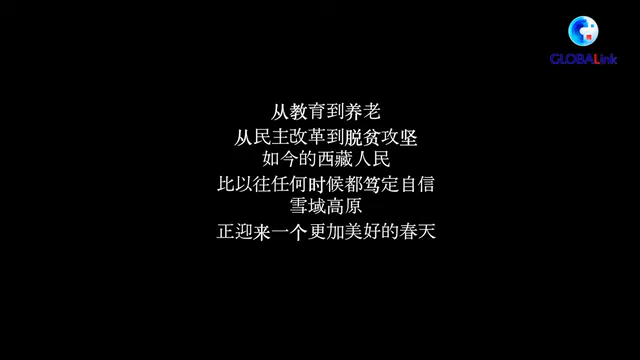 GLOBALink
从教育到养老
从民主改革到脱贫攻坚
如今的西藏人民
比以往任何时候都笃定自信
雪域高原
正迎来一个更加美好的春天